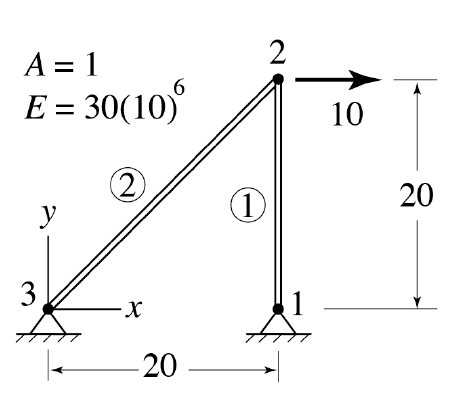 A = 1
E = 30(10)⁶
2
10
②
①
20
y
3
x
1
20